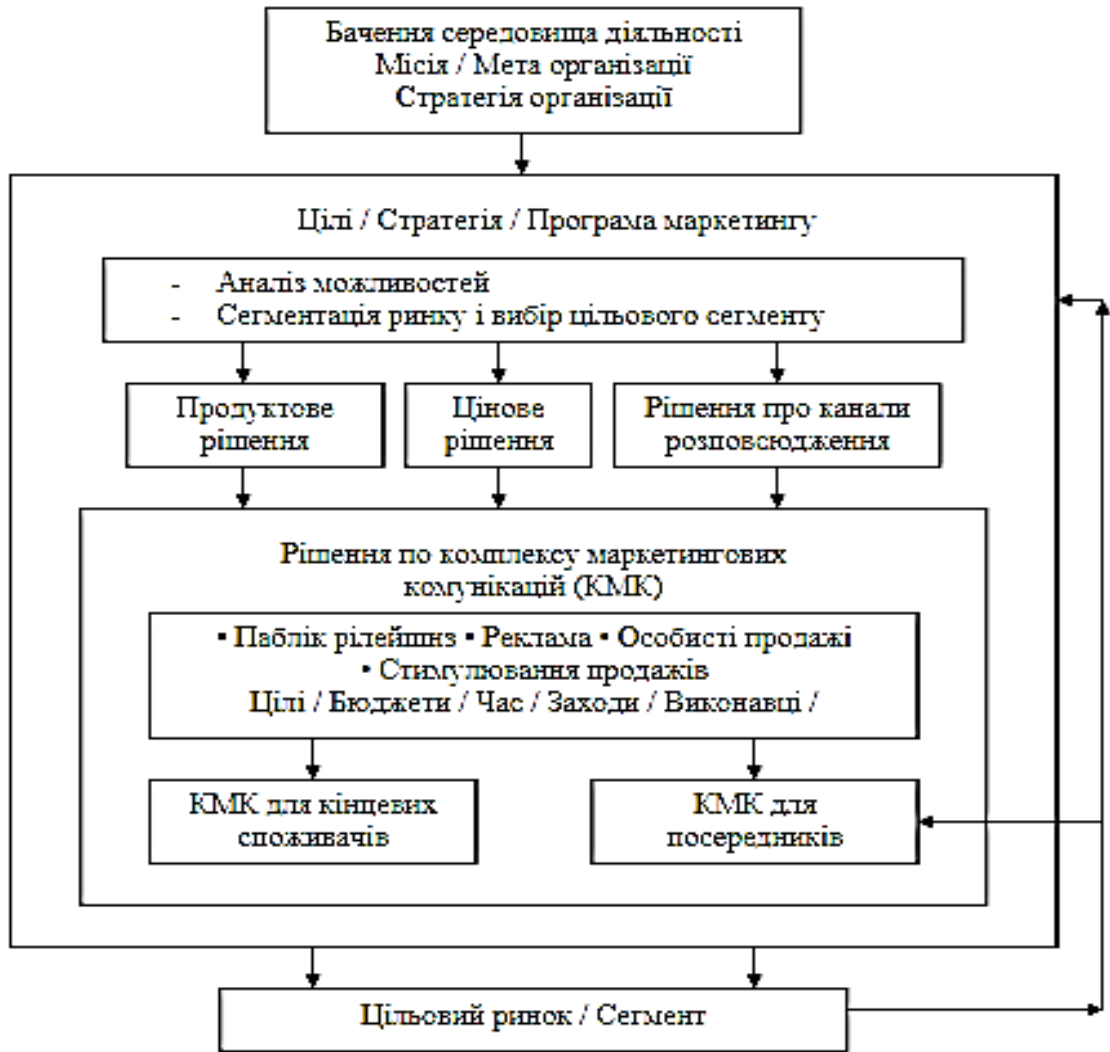 Бачення середовища діяльності
Місія / Мета організації
Стратегія організації
Цілі / Стратегія / Програма маркетингу
- Аналіз можливостей
- Сегментація ринку і вибір цільового сегменту
Продуктове
рішення
Цінове
рішення
Рішення про канали
розповсюдження
Рішення по комплексу маркетингових
комунікацій (КМК)
▪ Паблік рілейшнз ▪ Реклама ▪ Особисті продажі
▪ Стимулювання продажів
Цілі / Бюджети / Час / Заходи / Виконавці /
КМК для кінцевих
споживачів
КМК для
посередників
Цільовий ринок / Сегмент